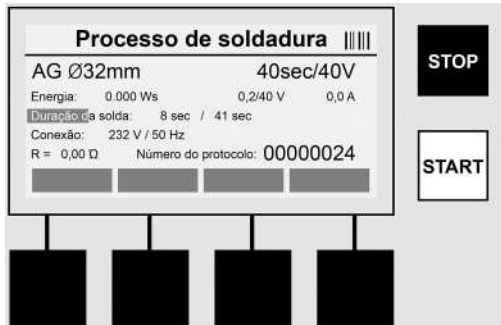 Processo de soldadura
AG Ø32mm 40sec/40V
Energia: 0.000 Ws 0,2/40 V 0,0 A
Duração da solda: 8 sec / 41 sec
Conexão: 232 V / 50 Hz
R = 0,00 Ω Número do protocolo: 00000024
STOP
START